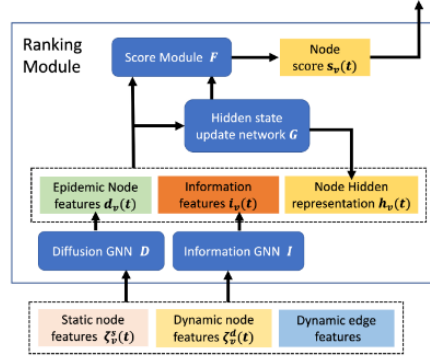 Ranking
Module
Score Module F
Node
score s_v(t)
Hidden state
update network G
Epidemic Node
features d_v(t)
Information
features i_v(t)
Node Hidden
representation h_v(t)
Diffusion GNN D
Information GNN I
Static node
features ζ_v^s(t)
Dynamic node
features ζ_v^d(t)
Dynamic edge
features